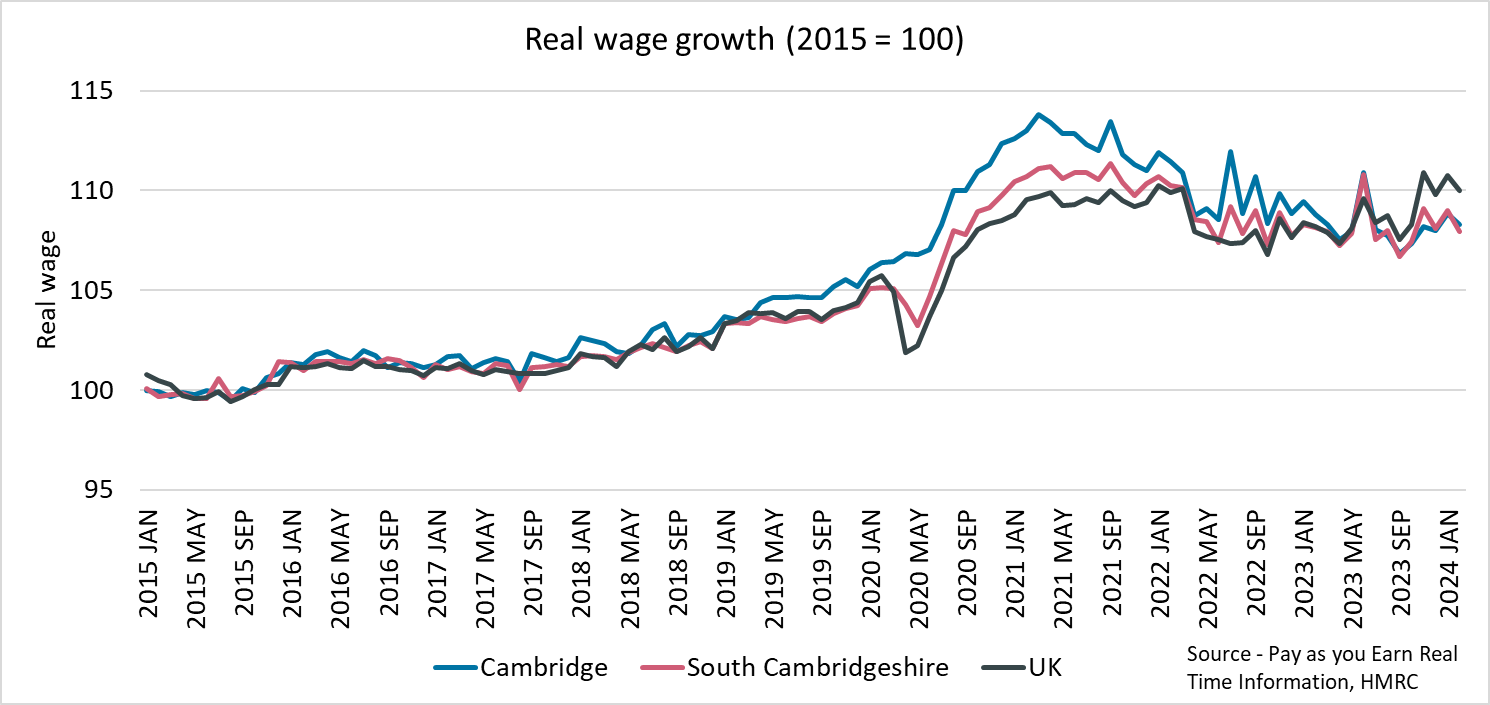 Real wage growth (2015 = 100)
115
110
105
100
95
Real wage
2015 JAN
2015 MAY
2015 SEP
2016 JAN
2016 MAY
2016 SEP
2017 JAN
2017 MAY
2017 SEP
2018 JAN
2018 MAY
2018 SEP
2019 JAN
2019 MAY
2019 SEP
2020 JAN
2020 MAY
2020 SEP
2021 JAN
2021 MAY
2021 SEP
2022 JAN
2022 MAY
2022 SEP
2023 JAN
2023 MAY
2023 SEP
2024 JAN
Cambridge
South Cambridgeshire
UK
Source - Pay as you Earn Real
Time Information, HMRC